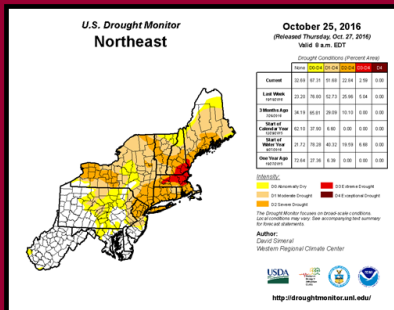 U.S. Drought Monitor
Northeast
October 25, 2016
(Released Thursday, Oct. 27, 2016)
Valid 8 a.m. EDT
Drought Conditions (Percent Area)
None D0-D4 D1-D4 D2-D4 D3-D4 D4
Current 32.69 67.31 51.68 22.84 2.59 0.00
Last Week 23.20 76.80 52.73 25.66 0.00
3 Months Ago 34.19 65.81 29.69 10.13 0.00 0.00
Start of Calendar Year 62.10 37.90 6.80 0.00 0.00 0.00
Start of Water Year 21.72 78.28 40.32 19.59 0.00
One Year Ago 72.64 27.36 6.39 0.00 0.00 0.00
Intensity:
D0 Abnormally Dry
D3 Extreme Drought
D1 Moderate Drought
D4 Exceptional Drought
D2 Severe Drought
The Drought Monitor focuses on broad-scale conditions.
Local conditions may vary. See accompanying text summary
for forecast statements.
Author:
David Simeral
Western Regional Climate Center
USDA
http://droughtmonitor.unl.edu/